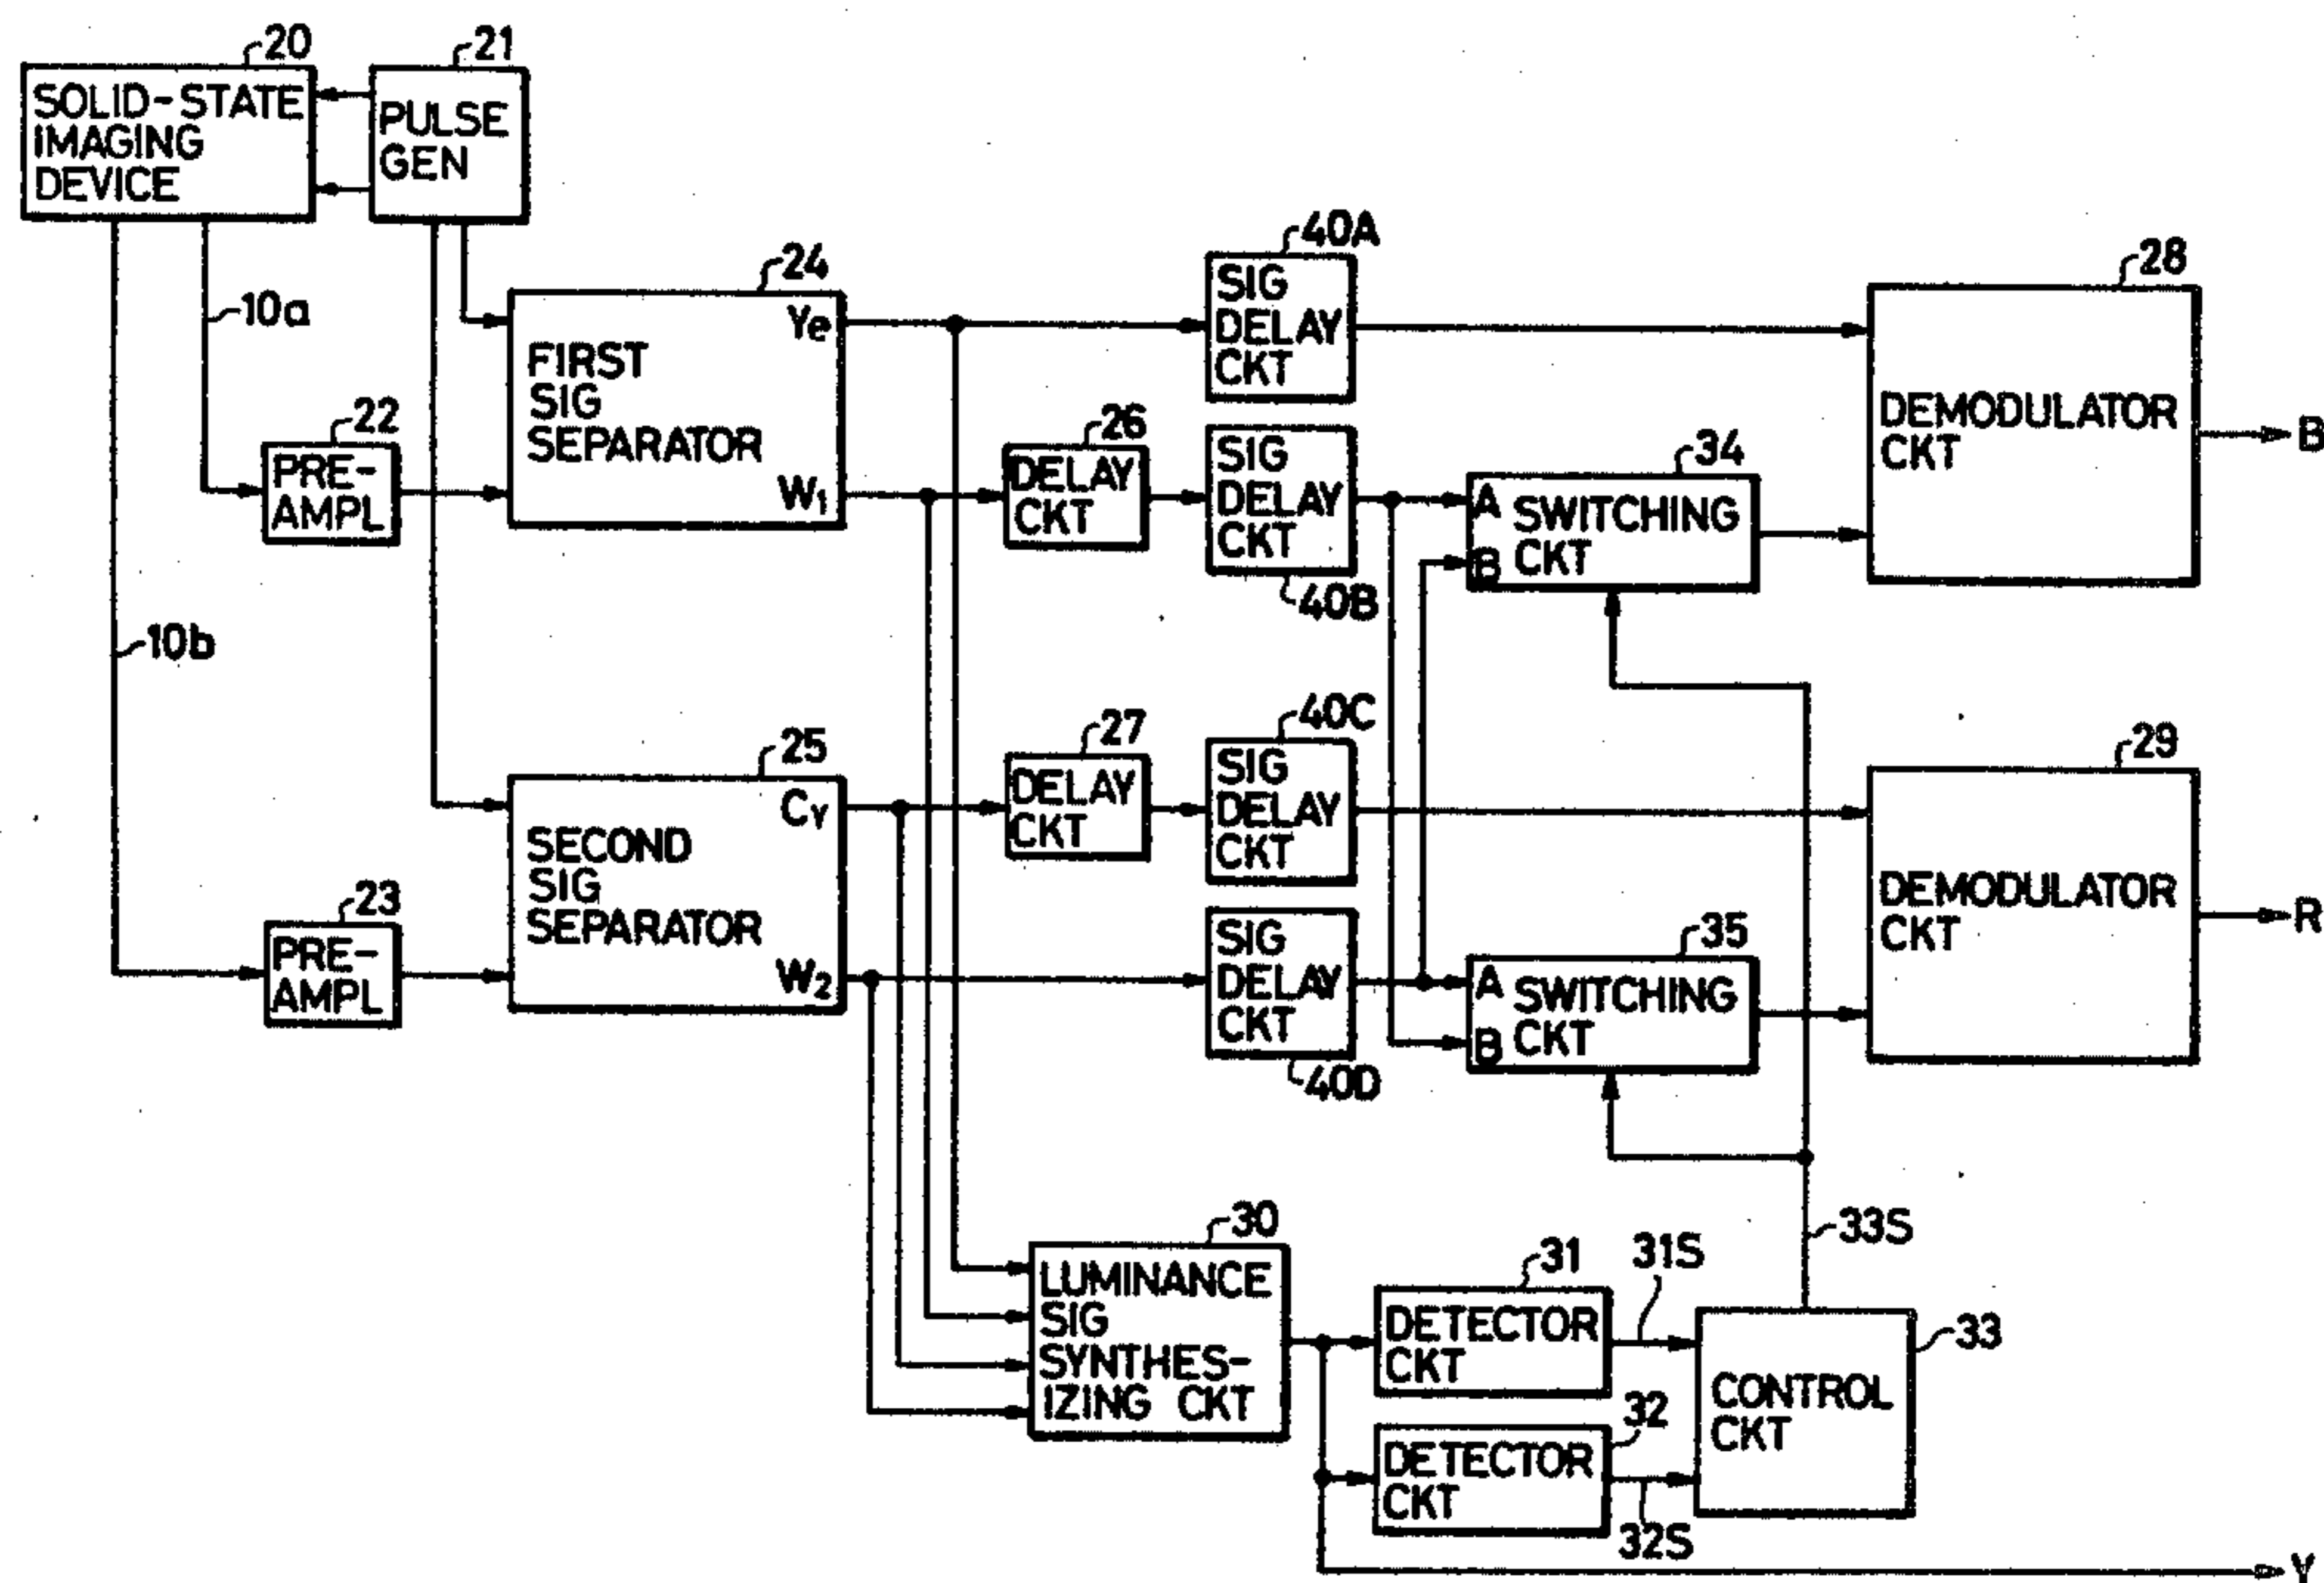 20
SOLID-STATE
IMAGING
DEVICE
21
PULSE
GEN
10a
10b
22
PRE-
AMPL
23
PRE-
AMPL
24
Ye
FIRST
SIG
SEPARATOR
W1
25
CY
SECOND
SIG
SEPARATOR
W2
26
DELAY
CKT
27
DELAY
CKT
40A
SIG
DELAY
CKT
SIG
DELAY
CKT
40B
40C
SIG
DELAY
CKT
SIG
DELAY
CKT
40D
34
A
B
SWITCHING
CKT
35
A
B
SWITCHING
CKT
28
DEMODULATOR
CKT
B
29
DEMODULATOR
CKT
R
30
LUMINANCE
SIG
SYNTHES-
IZING CKT
31
DETECTOR
CKT
31S
32
DETECTOR
CKT
32S
33S
33
CONTROL
CKT
Y